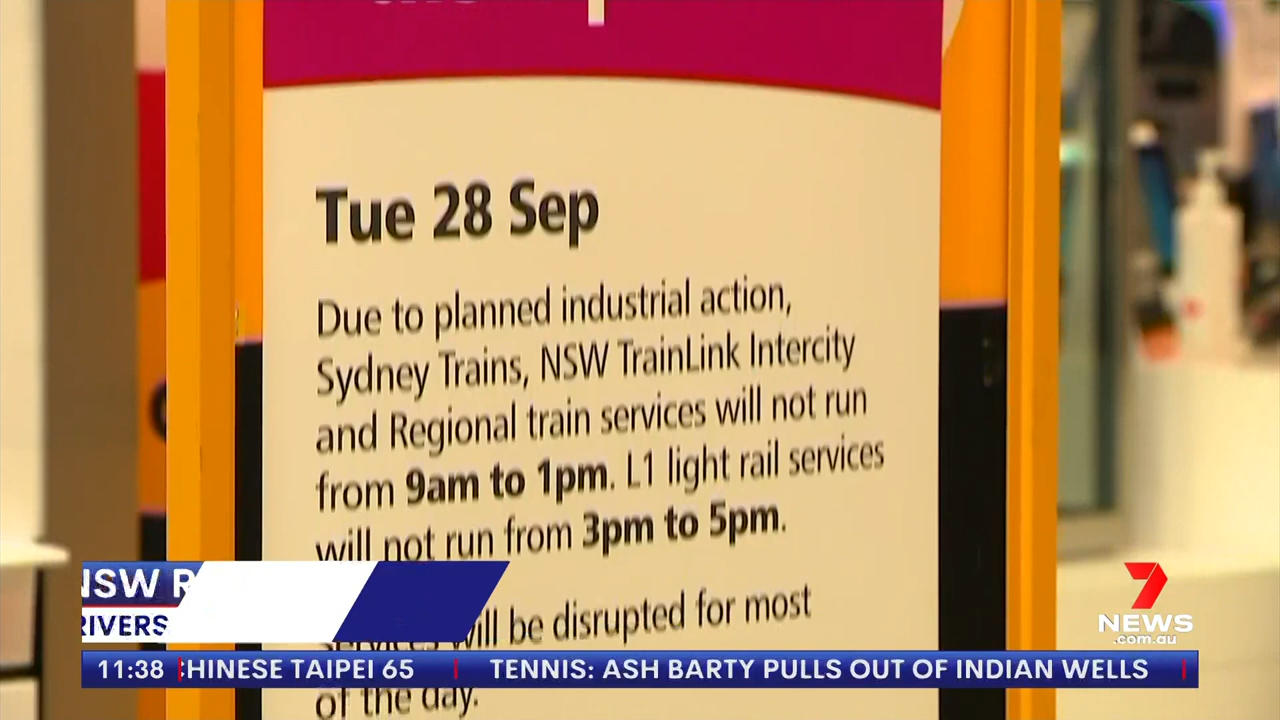 Tue 28 Sep
Due to planned industrial action,
Sydney Trains, NSW TrainLink Intercity
and Regional train services will not run
from 9am to 1pm. L1 light rail services
will not run from 3pm to 5pm.
will be disrupted for most
of the day.
NSW R
RIVERS
7
NEWS
.com.au
11:38 CHINESE TAIPEI 65 | TENNIS: ASH BARTY PULLS OUT OF INDIAN WELLS |